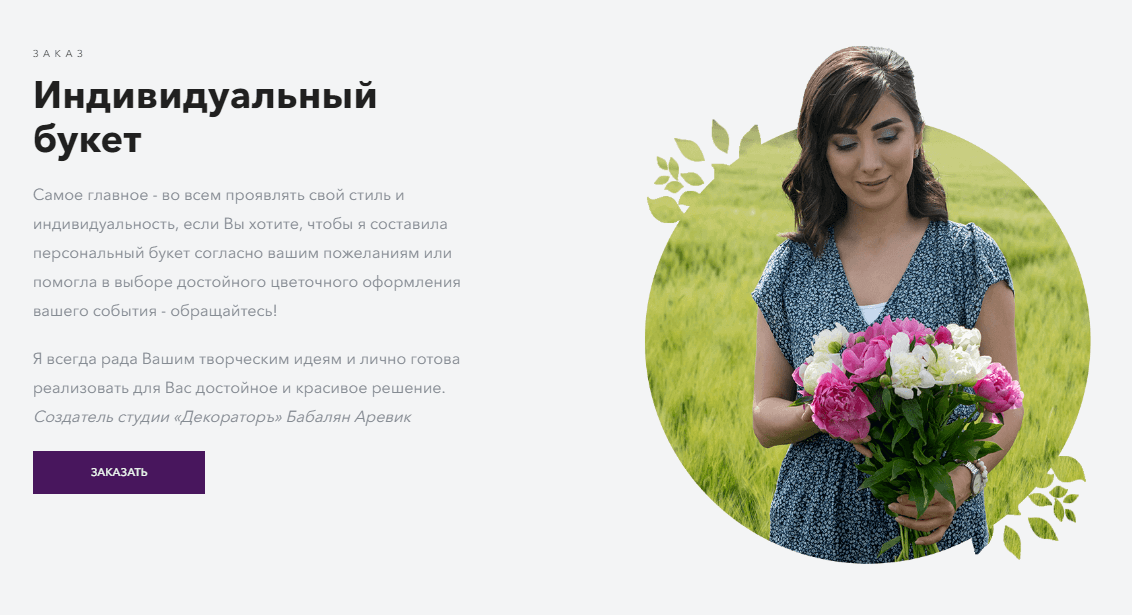 ЗАКАЗ
Индивидуальный
букет
Самое главное - во всем проявлять свой стиль и
индивидуальность, если Вы хотите, чтобы я составила
персональный букет согласно вашим пожеланиям или
помогла в выборе достойного цветочного оформления
вашего события - обращайтесь!
Я всегда рада Вашим творческим идеям и лично готова
реализовать для Вас достойное и красивое решение.
Создатель студии «Декораторъ» Бабалян Аревик
ЗАКАЗАТЬ